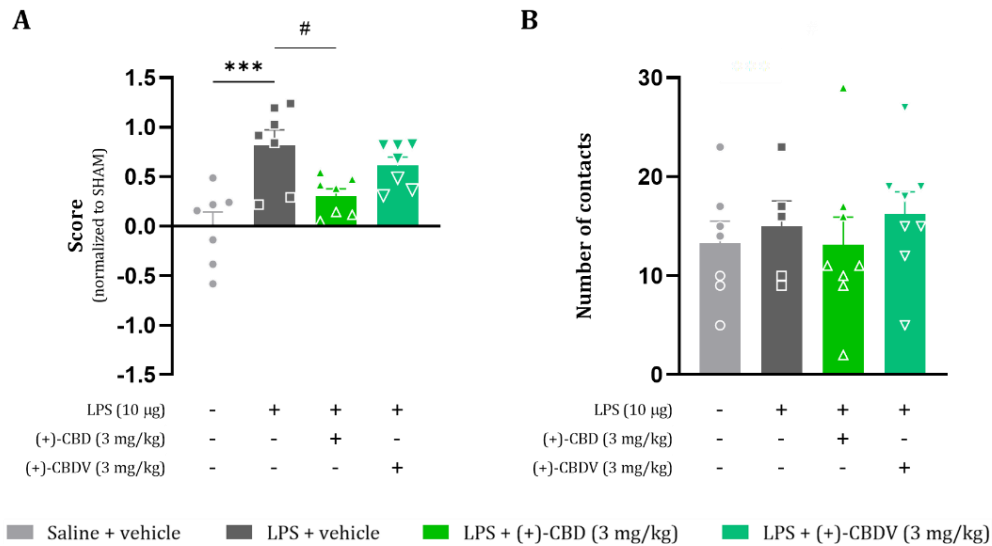 A
B
#
***
1.5
1.0
0.5
0.0
-0.5
-1.0
-1.5
Score
(normalized to SHAM)
30
20
10
0
Number of contacts
LPS (10 µg) - + + +
(+)-CBD (3 mg/kg) - - + -
(+)-CBDV (3 mg/kg) - - - +
LPS (10 µg) - + + +
(+)-CBD (3 mg/kg) - - + -
(+)-CBDV (3 mg/kg) - - - +
Saline + vehicle LPS + vehicle LPS + (+)-CBD (3 mg/kg) LPS + (+)-CBDV (3 mg/kg)